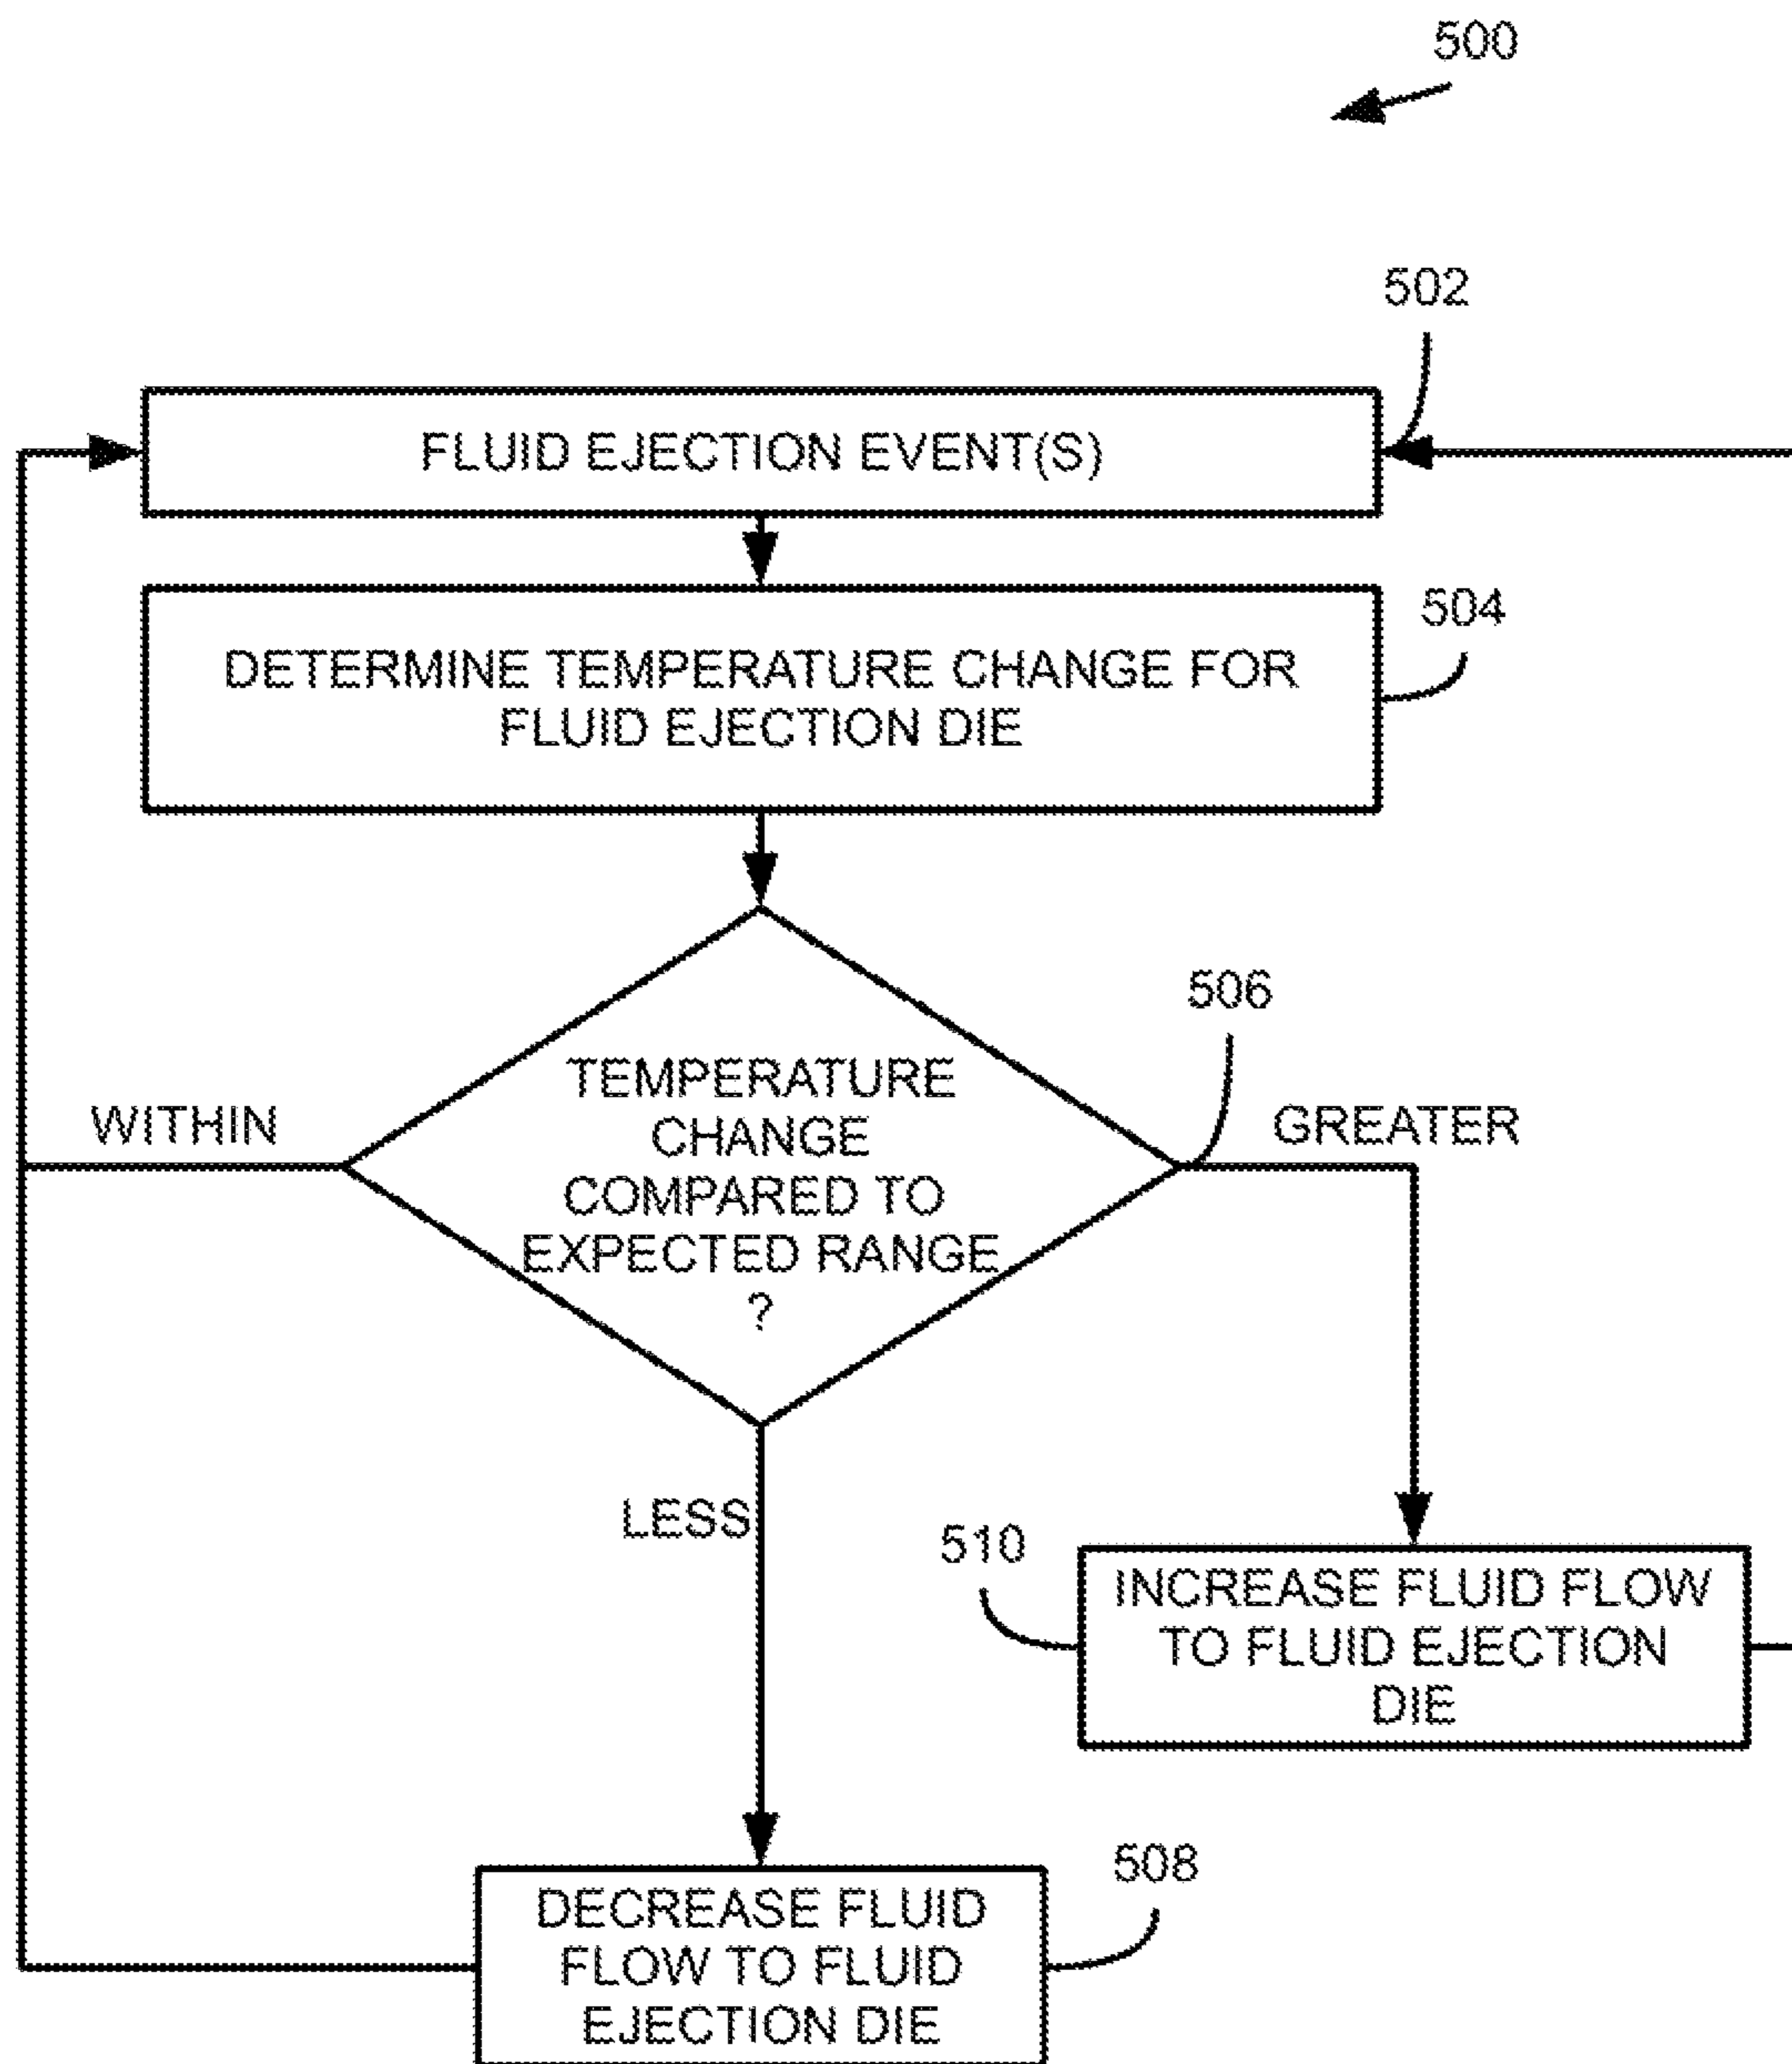 500
502
FLUID EJECTION EVENT(S)
504
DETERMINE TEMPERATURE CHANGE FOR
FLUID EJECTION DIE
506
TEMPERATURE
CHANGE
COMPARED TO
EXPECTED RANGE
?
WITHIN
GREATER
LESS
510
INCREASE FLUID FLOW
TO FLUID EJECTION
DIE
508
DECREASE FLUID
FLOW TO FLUID
EJECTION DIE